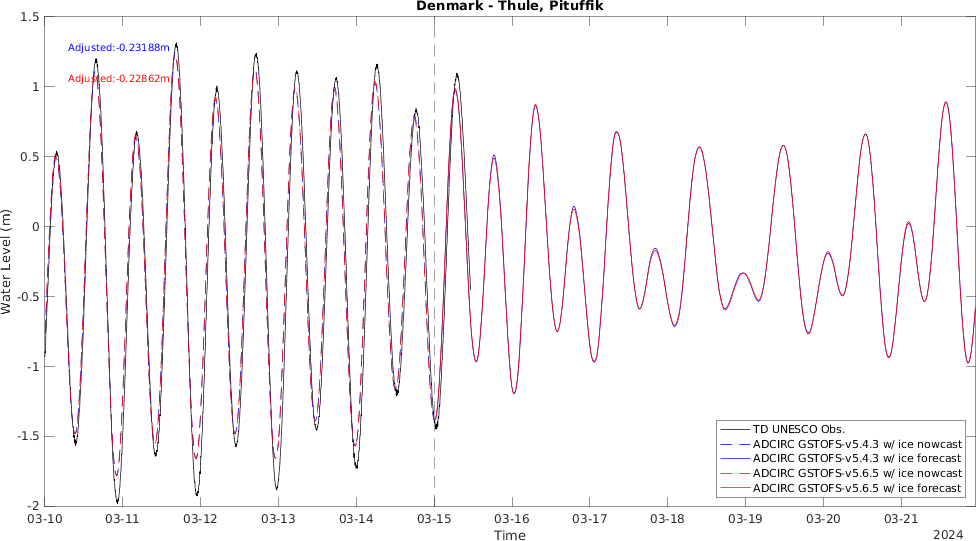 Denmark - Thule, Pituffik
1.5
Adjusted:-0.23188m
Adjusted:-0.22862m
1
0.5
0
-0.5
-1
-1.5
-2
Water Level (m)
TD UNESCO Obs.
ADCIRC GSTOFS-v5.4.3 w/ ice nowcast
ADCIRC GSTOFS-v5.4.3 w/ ice forecast
ADCIRC GSTOFS-v5.6.5 w/ ice nowcast
ADCIRC GSTOFS-v5.6.5 w/ ice forecast
03-10 03-11 03-12 03-13 03-14 03-15 03-16 03-17 03-18 03-19 03-20 03-21
Time
2024